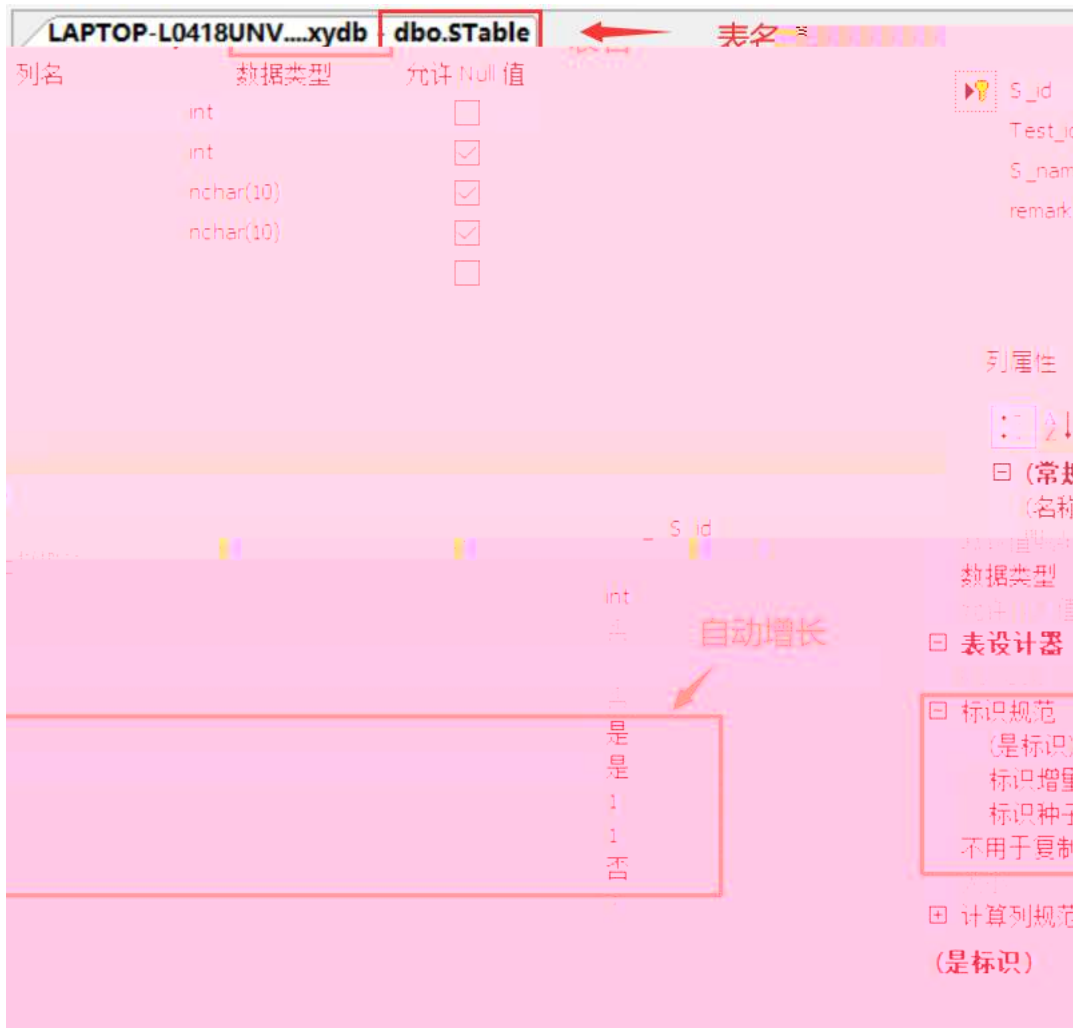 LAPTOP-L0418UNV....xydb - dbo.STable 表名
列名 数据类型 允许 Null 值
S_id
int
Test_i
int
S_nam
nchar(10)
remark
nchar(10)
列属性
(常规
(名称
S_id
数据类型
int
自动增长
表设计器
标识规范
是
(是标识)
是
标识增量
1
标识种子
1
不用于复制
否
计算列规范
(是标识)